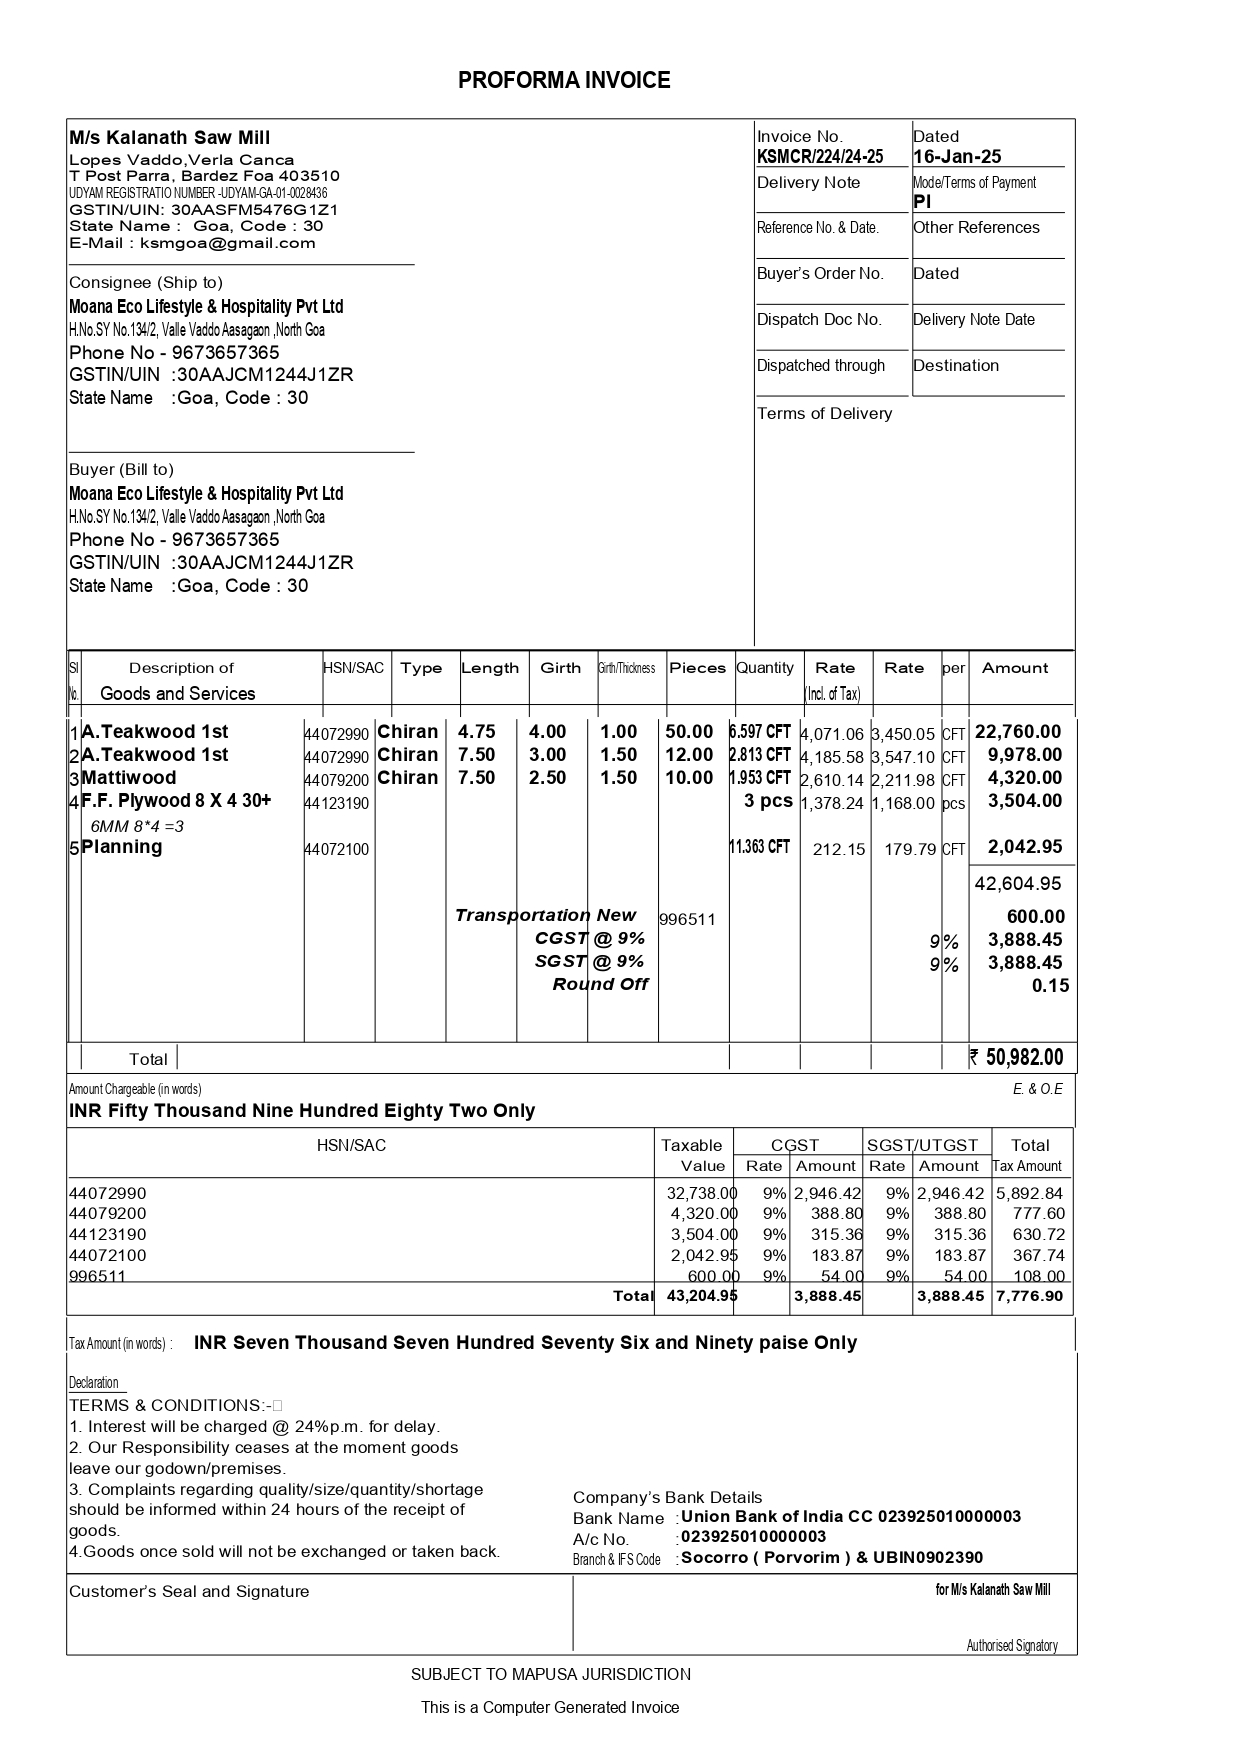 PROFORMA INVOICE
M/s Kalanath Saw Mill
Lopes Vaddo,Verla Canca
T Post Parra, Bardez Foa 403510
UDYAM REGISTRATIO NUMBER -UDYAM-GA-01-0028436
GSTIN/UIN: 30AASFM5476G1Z1
State Name : Goa, Code : 30
E-Mail : ksmgoa@gmail.com
Invoice No. Dated
KSMCR/224/24-25 16-Jan-25
Delivery Note Mode/Terms of Payment
PI
Reference No. & Date. Other References
Buyer's Order No. Dated
Dispatch Doc No. Delivery Note Date
Dispatched through Destination
Terms of Delivery
Consignee (Ship to)
Moana Eco Lifestyle & Hospitality Pvt Ltd
H.No.SY No.134/2, Valle Vaddo Aasagaon ,North Goa
Phone No - 9673657365
GSTIN/UIN :30AAJCM1244J1ZR
State Name :Goa, Code : 30
Buyer (Bill to)
Moana Eco Lifestyle & Hospitality Pvt Ltd
H.No.SY No.134/2, Valle Vaddo Aasagaon ,North Goa
Phone No - 9673657365
GSTIN/UIN :30AAJCM1244J1ZR
State Name :Goa, Code : 30
Sl Description of HSN/SAC Type Length Girth Girth/Thickness Pieces Quantity Rate Rate per Amount
No. Goods and Services (Incl. of Tax)
1 A.Teakwood 1st 44072990 Chiran 4.75 4.00 1.00 50.00 6.597 CFT 4,071.06 3,450.05 CFT 22,760.00
2 A.Teakwood 1st 44072990 Chiran 7.50 3.00 1.50 12.00 2.813 CFT 4,185.58 3,547.10 CFT 9,978.00
3 Mattiwood 44079200 Chiran 7.50 2.50 1.50 10.00 1.953 CFT 2,610.14 2,211.98 CFT 4,320.00
4 F.F. Plywood 8 X 4 30+ 44123190 3 pcs 1,378.24 1,168.00 pcs 3,504.00
6MM 8*4 =3
5 Planning 44072100 11.363 CFT 212.15 179.79 CFT 2,042.95
42,604.95
Transportation New 996511 600.00
CGST @ 9% 9 % 3,888.45
SGST @ 9% 9 % 3,888.45
Round Off 0.15
Total ₹ 50,982.00
Amount Chargeable (in words) E. & O.E
INR Fifty Thousand Nine Hundred Eighty Two Only
HSN/SAC Taxable CGST SGST/UTGST Total
Value Rate Amount Rate Amount Tax Amount
44072990 32,738.00 9% 2,946.42 9% 2,946.42 5,892.84
44079200 4,320.00 9% 388.80 9% 388.80 777.60
44123190 3,504.00 9% 315.36 9% 315.36 630.72
44072100 2,042.95 9% 183.87 9% 183.87 367.74
996511 600.00 9% 54.00 9% 54.00 108.00
Total 43,204.95 3,888.45 3,888.45 7,776.90
Tax Amount (in words) : INR Seven Thousand Seven Hundred Seventy Six and Ninety paise Only
Declaration
TERMS & CONDITIONS:-
1. Interest will be charged @ 24%p.m. for delay.
2. Our Responsibility ceases at the moment goods
leave our godown/premises.
3. Complaints regarding quality/size/quantity/shortage
should be informed within 24 hours of the receipt of
goods.
4.Goods once sold will not be exchanged or taken back.
Company's Bank Details
Bank Name :Union Bank of India CC 023925010000003
A/c No. :023925010000003
Branch & IFS Code :Socorro ( Porvorim ) & UBIN0902390
Customer's Seal and Signature
for M/s Kalanath Saw Mill
Authorised Signatory
SUBJECT TO MAPUSA JURISDICTION
This is a Computer Generated Invoice